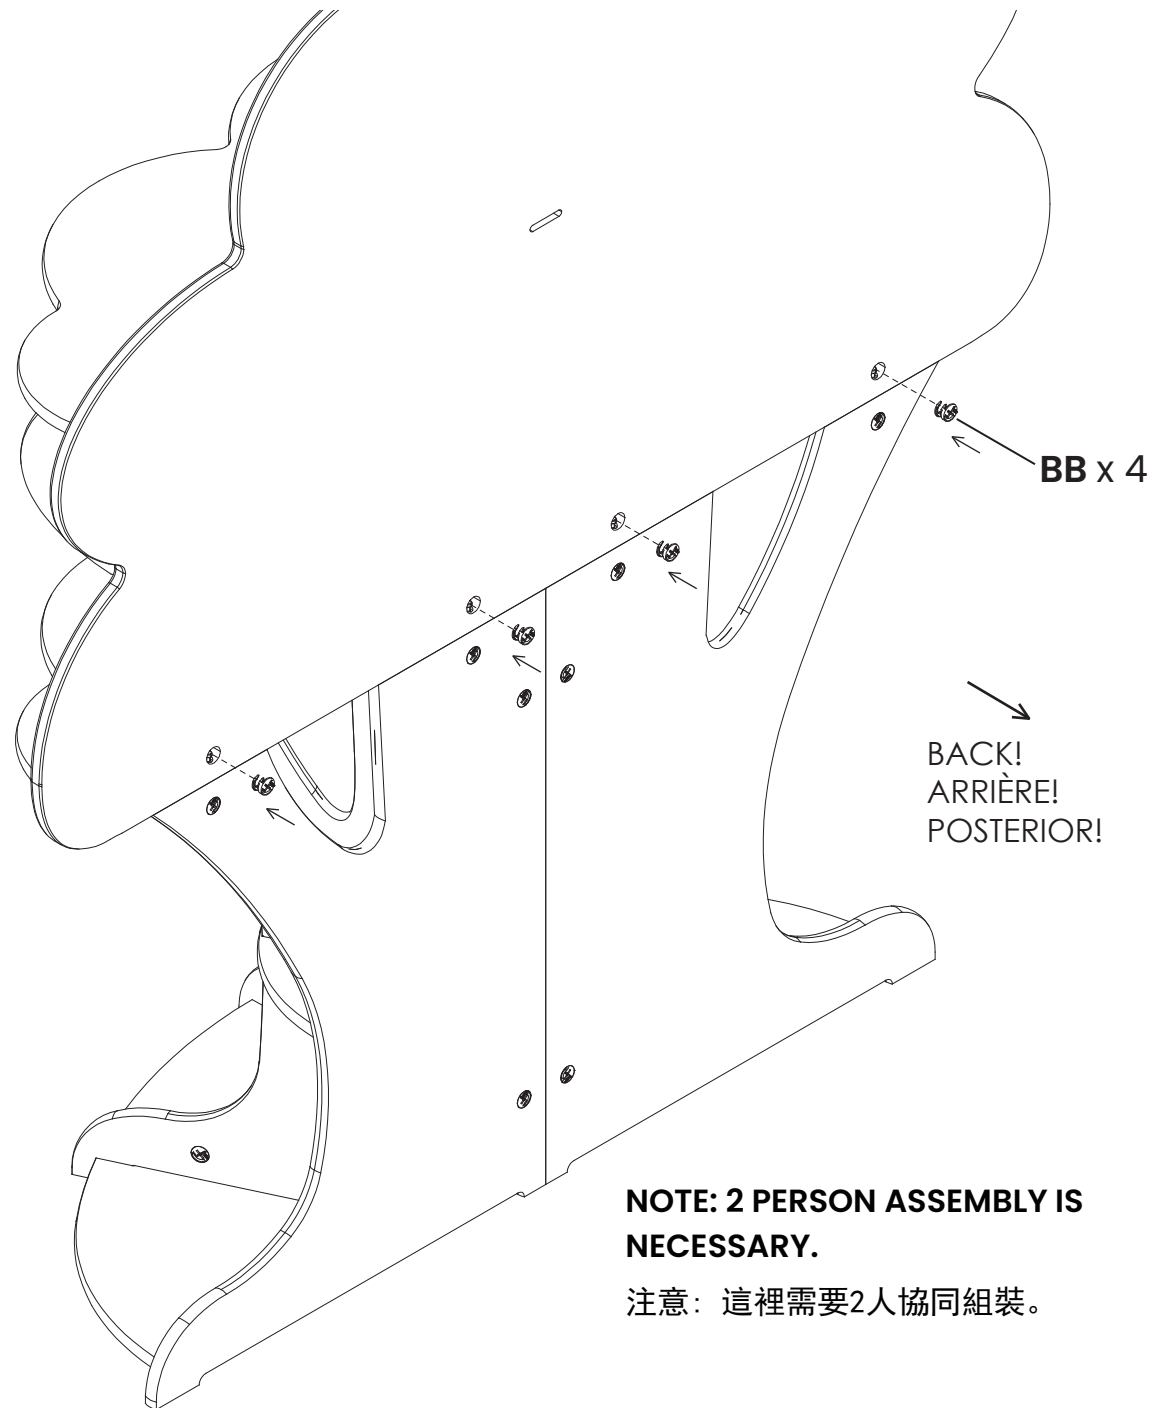 BB x 4
BACK!
ARRIÈRE!
POSTERIOR!
NOTE: 2 PERSON ASSEMBLY IS
NECESSARY.
注意：這裡需要2人協同組裝。